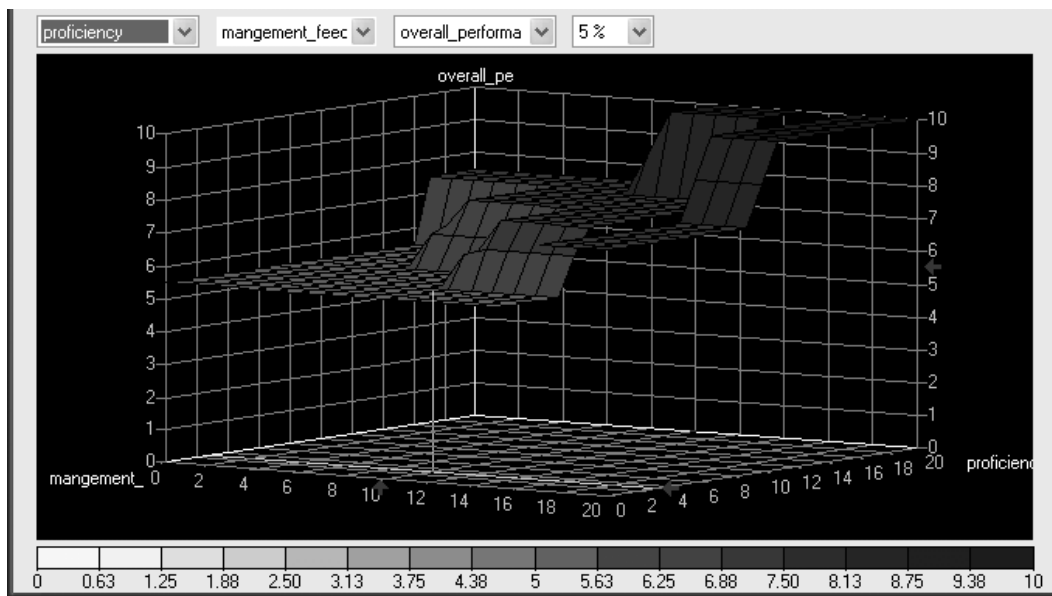 proficiency mangement_feec overall_performa 5 %
overall_pe
10 10
9 9
8 8
7 7
6 6
5 5
4 4
3 3
2 2
1 1
0 0
mangement_ 0 2 4 6 8 10 12 14 16 18 20 0 2 4 6 8 10 12 14 16 18 20 proficienc
0 0.63 1.25 1.88 2.50 3.13 3.75 4.38 5 5.63 6.25 6.88 7.50 8.13 8.75 9.38 10